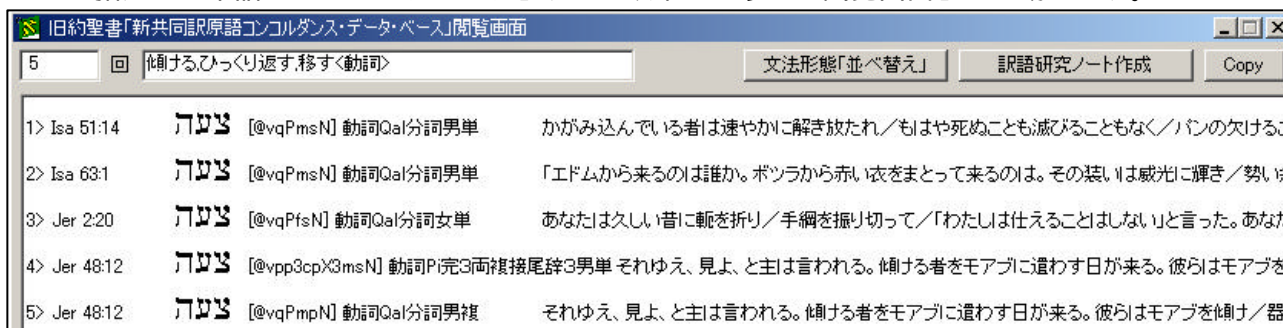 旧約聖書「新共同訳原語コンコルダンス・データ・ベース」閲覧画面
5 回 傾ける,ひっくり返す,移す<動詞> 文法形態「並べ替え」 訳語研究ノート作成 Copy
1> Isa 51:14 צעה [@vqPmsN] 動詞Qal分詞男単 かがみ込んでいる者は速やかに解き放たれ／もはや死ぬことも滅びることもなく／パンの欠ける
2> Isa 63:1 צעה [@vqPmsN] 動詞Qal分詞男単 「エドムから来るのは誰か。ボツラから赤い衣をまとって来るのは。その装いは威光に輝き／勢い
3> Jer 2:20 צעה [@vqPfsN] 動詞Qal分詞女単 あなたは久しい昔に軛を折り／手綱を振り切って／「わたしは仕えることはしない」と言った。あな
4> Jer 48:12 צעה [@vpp3cpX3msN] 動詞Pi完3両複接尾辞3男単 それゆえ、見よ、と主は言われる。傾ける者をモアブに遣わす日が来る。彼らはモアブを
5> Jer 48:12 צעה [@vqPmpN] 動詞Qal分詞男複 それゆえ、見よ、と主は言われる。傾ける者をモアブに遣わす日が来る。彼らはモアブを傾け／器